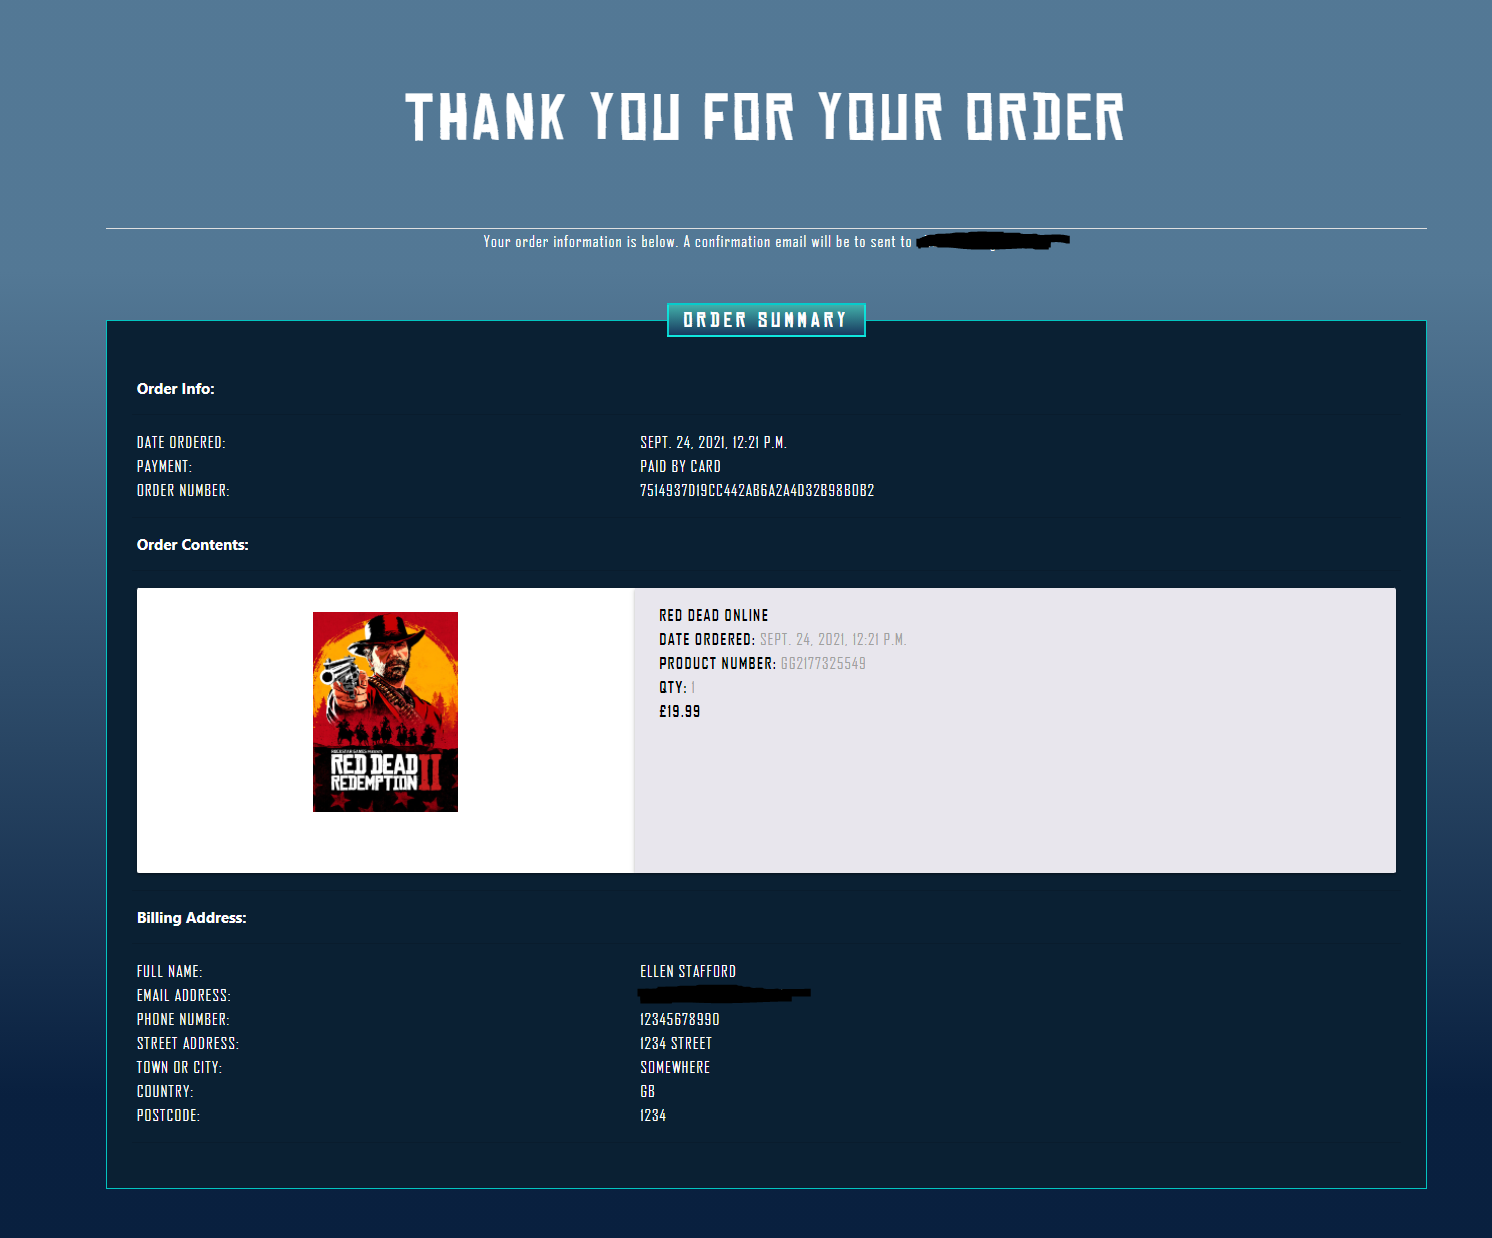 THANK YOU FOR YOUR ORDER
Your order information is below. A confirmation email will be to sent to
ORDER SUMMARY
Order Info:
DATE ORDERED: SEPT. 24, 2021, 12:21 P.M.
PAYMENT: PAID BY CARD
ORDER NUMBER: 7514937D19CC442AB6A2A4D32B98B0B2
Order Contents:
RED DEAD
REDEMPTION II
RED DEAD ONLINE
DATE ORDERED: SEPT. 24, 2021, 12:21 P.M.
PRODUCT NUMBER: GG2177325549
QTY: 1
£19.99
Billing Address:
FULL NAME: ELLEN STAFFORD
EMAIL ADDRESS:
PHONE NUMBER: 12345678990
STREET ADDRESS: 1234 STREET
TOWN OR CITY: SOMEWHERE
COUNTRY: GB
POSTCODE: 1234